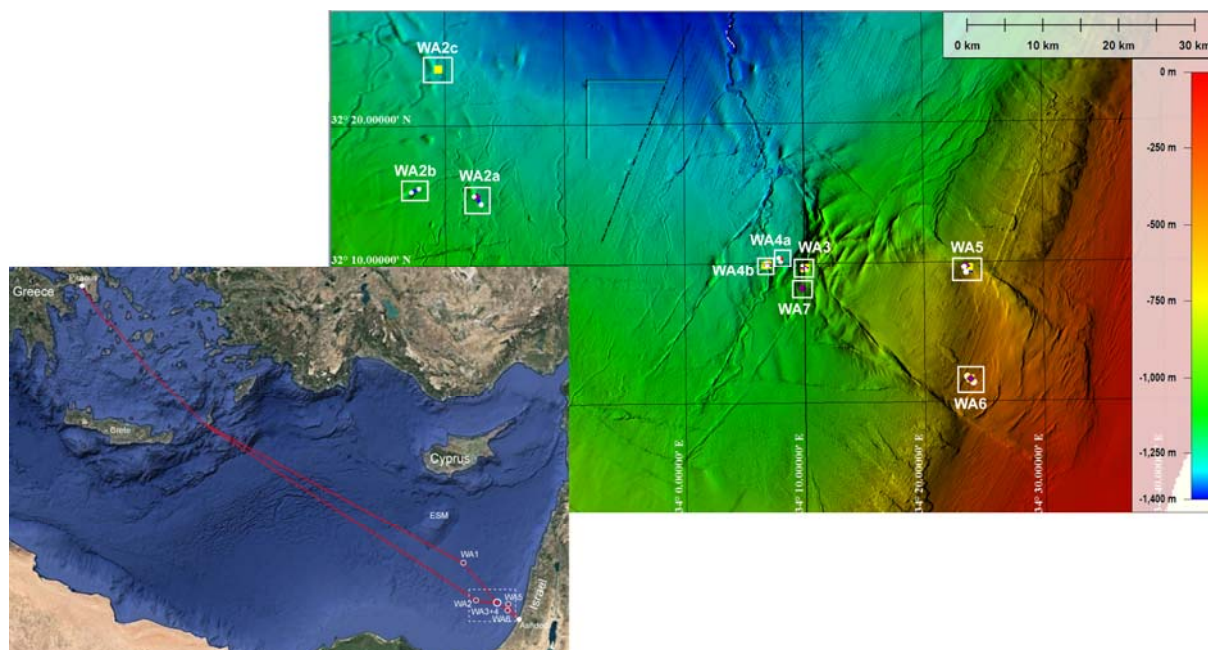 0 km 10 km 20 km 30 km
WA2c
0 m
32° 20.00000' N
-250 m
WA2b
WA2a
-500 m
WA4a
WA3
WA5
32° 10.00000' N
WA4b
WA7
-750 m
-1,000 m
WA6
-1,250 m
-1,400 m
34° 0.00000' E
34° 10.00000' E
34° 20.00000' E
34° 30.00000' E
Piraeus
Greece
Crete
Cyprus
ESM
WA1
Israel
WA2
WA5
WA3+4
WA6
Ashdod